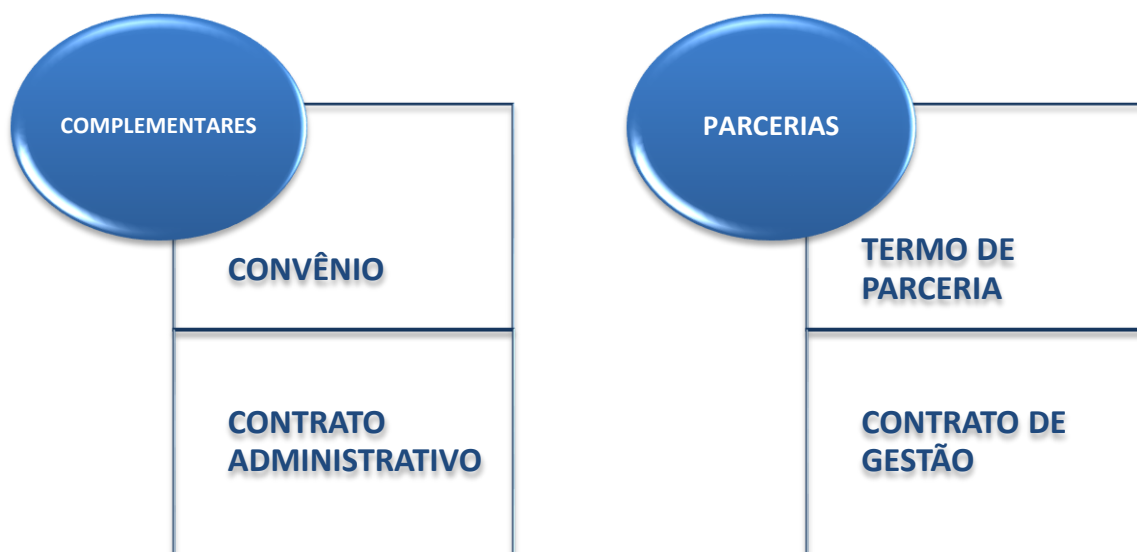 COMPLEMENTARES
CONVÊNIO
CONTRATO
ADMINISTRATIVO
PARCERIAS
TERMO DE
PARCERIA
CONTRATO DE
GESTÃO